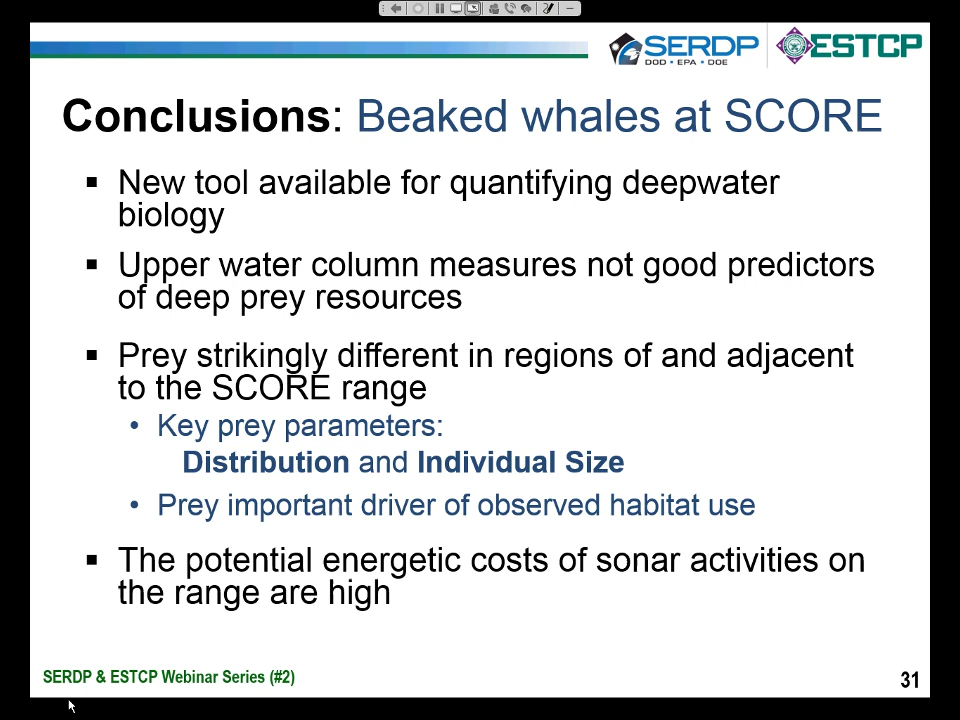 SERDP
DOD • EPA • DOE
ESTCP
Conclusions: Beaked whales at SCORE
▪ New tool available for quantifying deepwater
biology
▪ Upper water column measures not good predictors
of deep prey resources
▪ Prey strikingly different in regions of and adjacent
to the SCORE range
• Key prey parameters:
Distribution and Individual Size
• Prey important driver of observed habitat use
▪ The potential energetic costs of sonar activities on
the range are high
SERDP & ESTCP Webinar Series (#2)
31